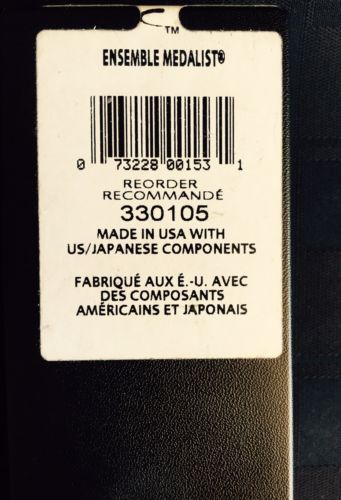 ™
ENSEMBLE MEDALIST®
0 73228 00153 1
REORDER
RECOMMANDÉ
330105
MADE IN USA WITH
US/JAPANESE COMPONENTS
FABRIQUÉ AUX É.-U. AVEC
DES COMPOSANTS
AMÉRICAINS ET JAPONAIS